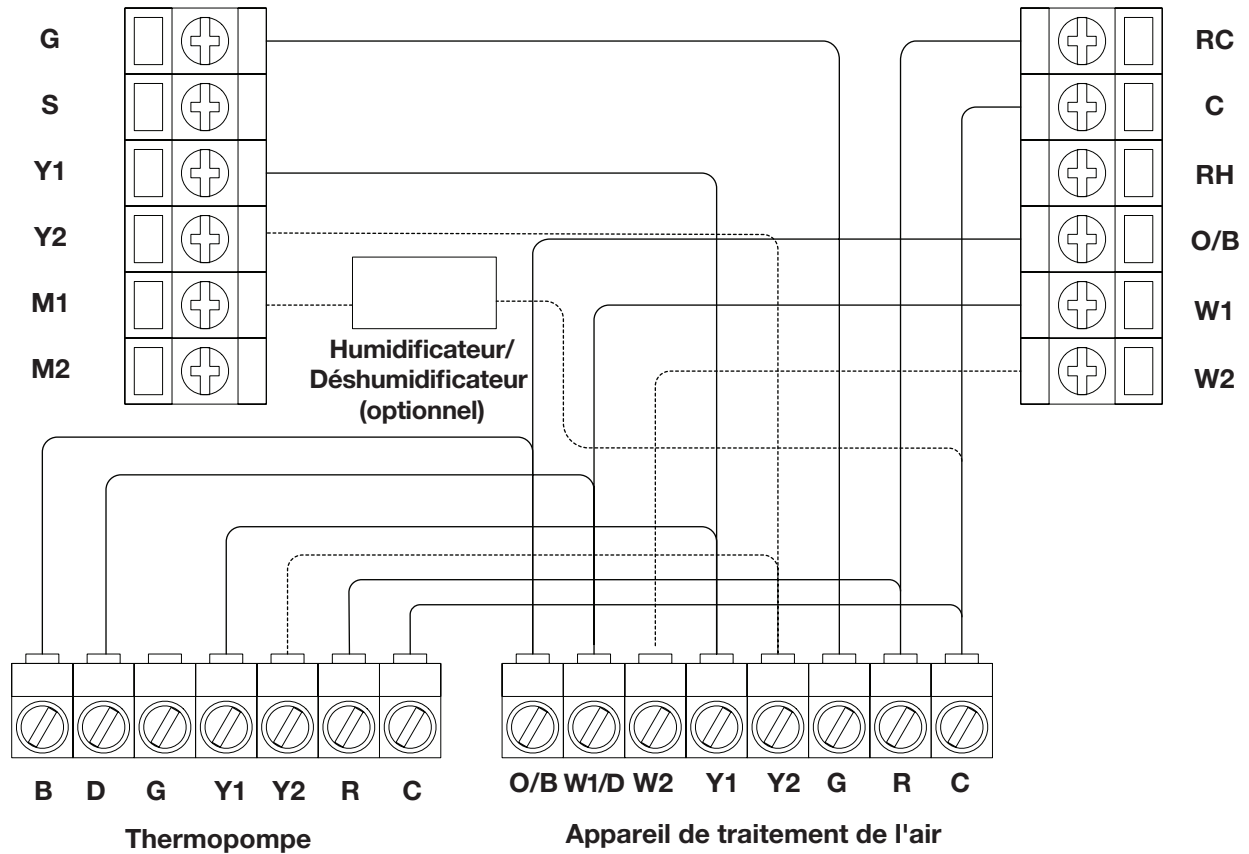 G
S
Y1
Y2
M1
M2
RC
C
RH
O/B
W1
W2
Humidificateur/
Déshumidificateur
(optionnel)
B D G Y1 Y2 R C
Thermopompe
O/B W1/D W2 Y1 Y2 G R C
Appareil de traitement de l'air